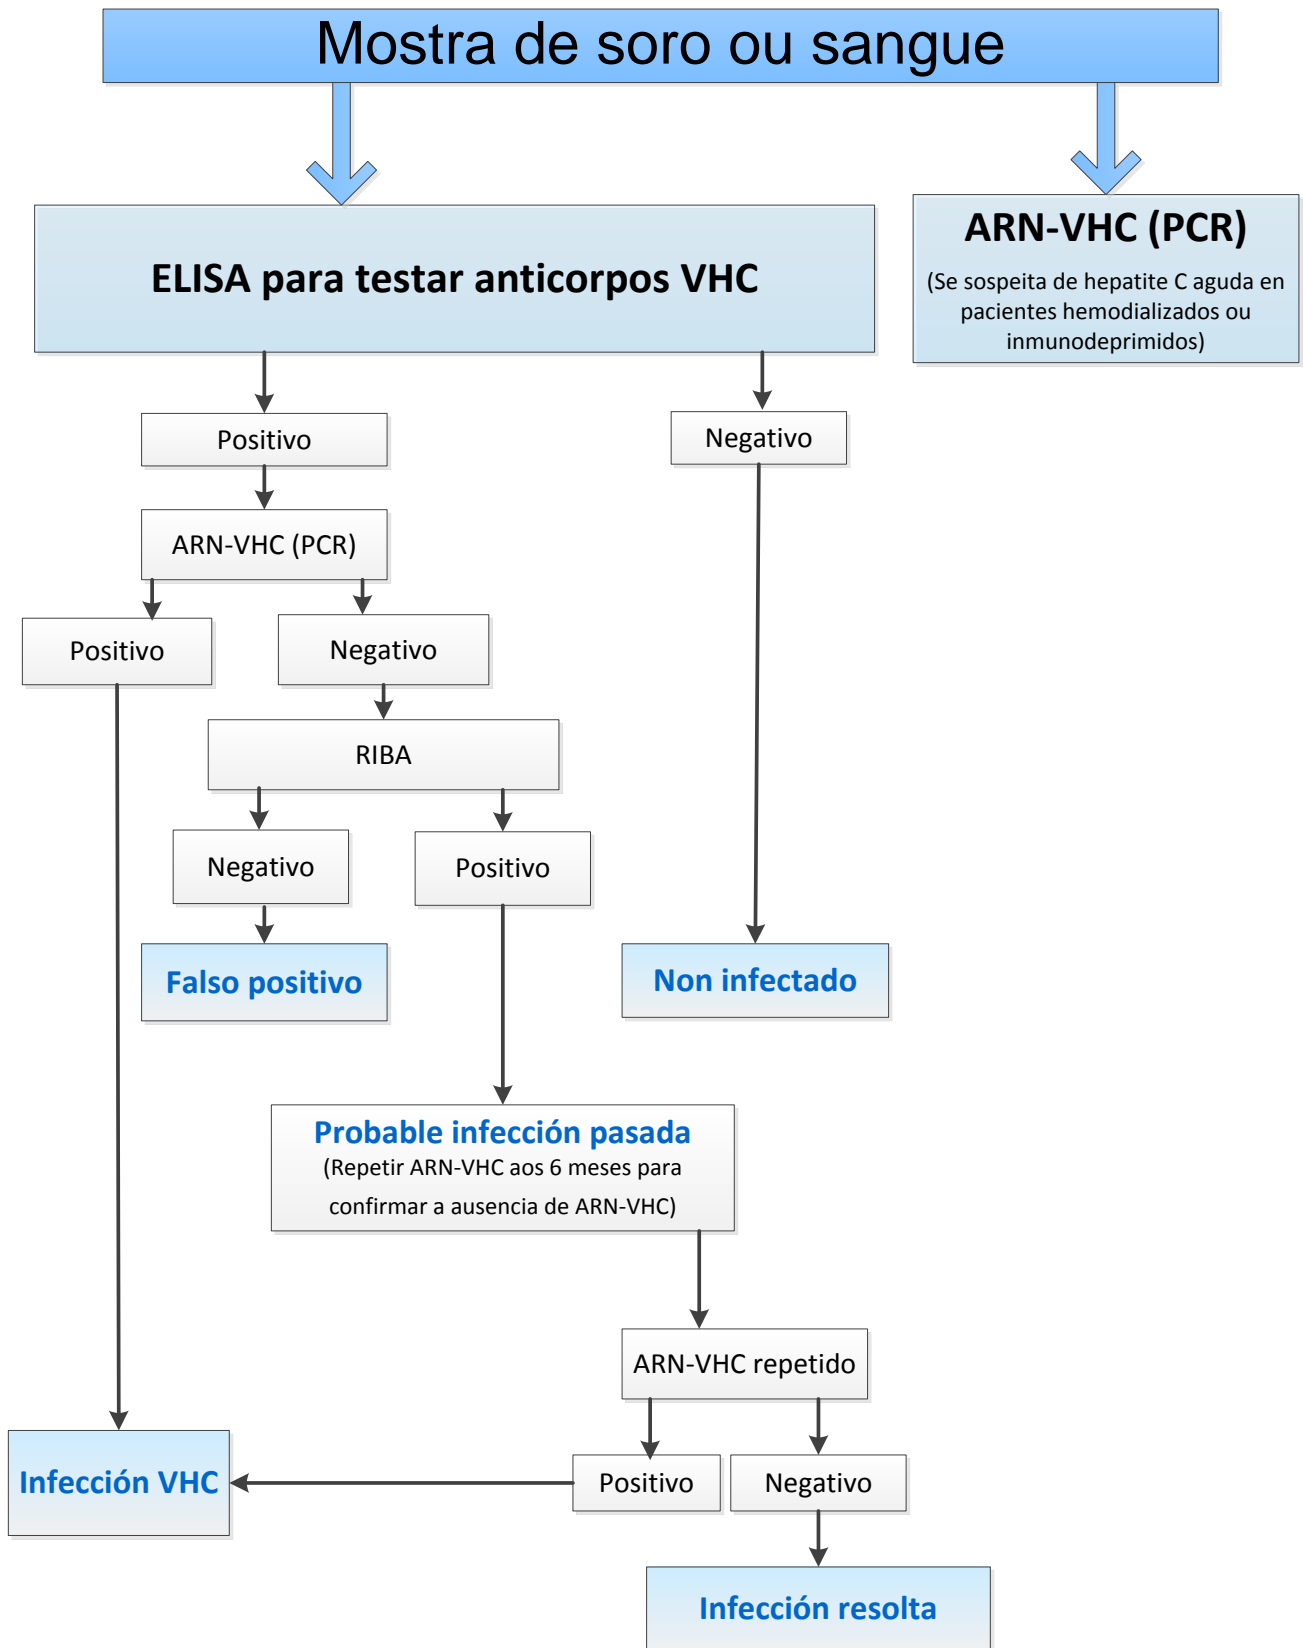 Mostra de soro ou sangue
ELISA para testar anticorpos VHC
ARN-VHC (PCR)
(Se sospeita de hepatite C aguda en
pacientes hemodializados ou
inmunodeprimidos)
Positivo
Negativo
ARN-VHC (PCR)
Positivo
Negativo
RIBA
Negativo
Positivo
Falso positivo
Non infectado
Probable infección pasada
(Repetir ARN-VHC aos 6 meses para
confirmar a ausencia de ARN-VHC)
ARN-VHC repetido
Infección VHC
Positivo
Negativo
Infección resolta